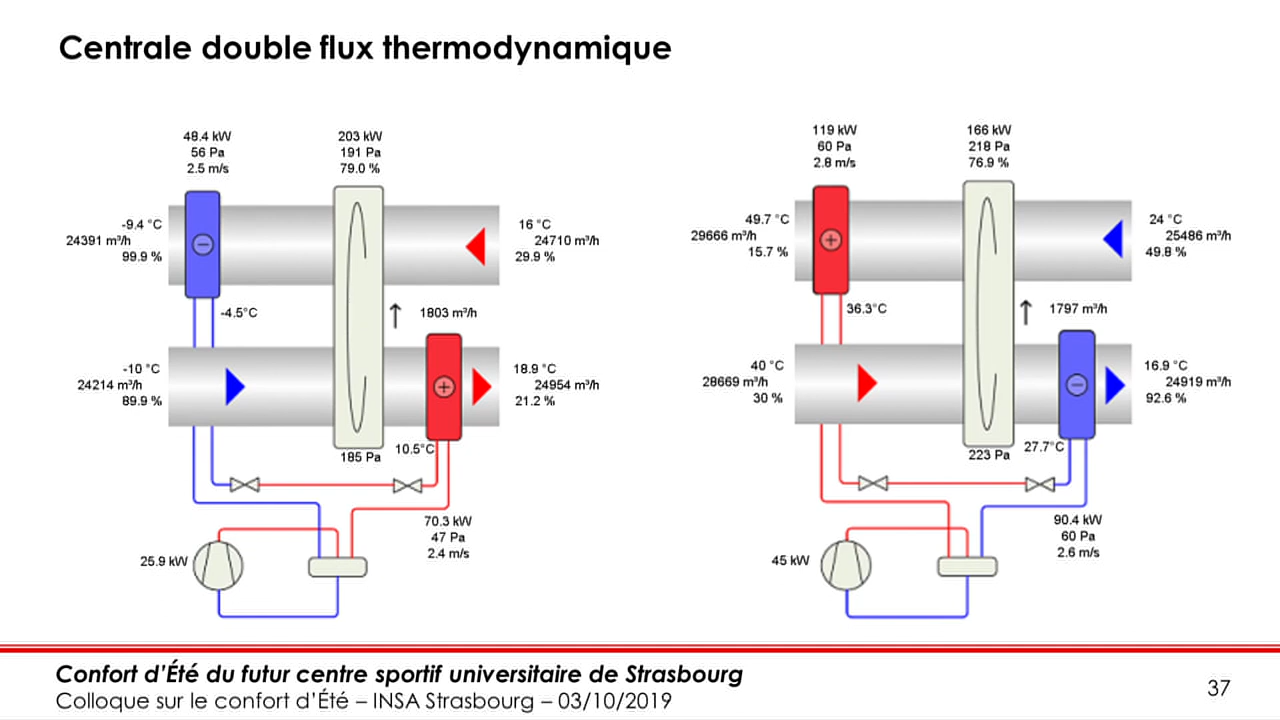 Centrale double flux thermodynamique
48.4 kW
56 Pa
2.5 m/s
203 kW
191 Pa
79.0 %
-9.4 °C
24391 m³/h
99.9 %
16 °C
24710 m³/h
29.9 %
-4.5°C
1803 m³/h
-10 °C
24214 m³/h
89.9 %
18.9 °C
24954 m³/h
21.2 %
185 Pa
10.5°C
70.3 kW
47 Pa
2.4 m/s
25.9 kW
119 kW
60 Pa
2.8 m/s
166 kW
218 Pa
76.9 %
49.7 °C
29666 m³/h
15.7 %
24 °C
25486 m³/h
49.8 %
36.3°C
1797 m³/h
40 °C
28669 m³/h
30 %
16.9 °C
24919 m³/h
92.6 %
223 Pa
27.7°C
90.4 kW
60 Pa
2.6 m/s
45 kW
Confort d’Été du futur centre sportif universitaire de Strasbourg
Colloque sur le confort d’Été – INSA Strasbourg – 03/10/2019
37